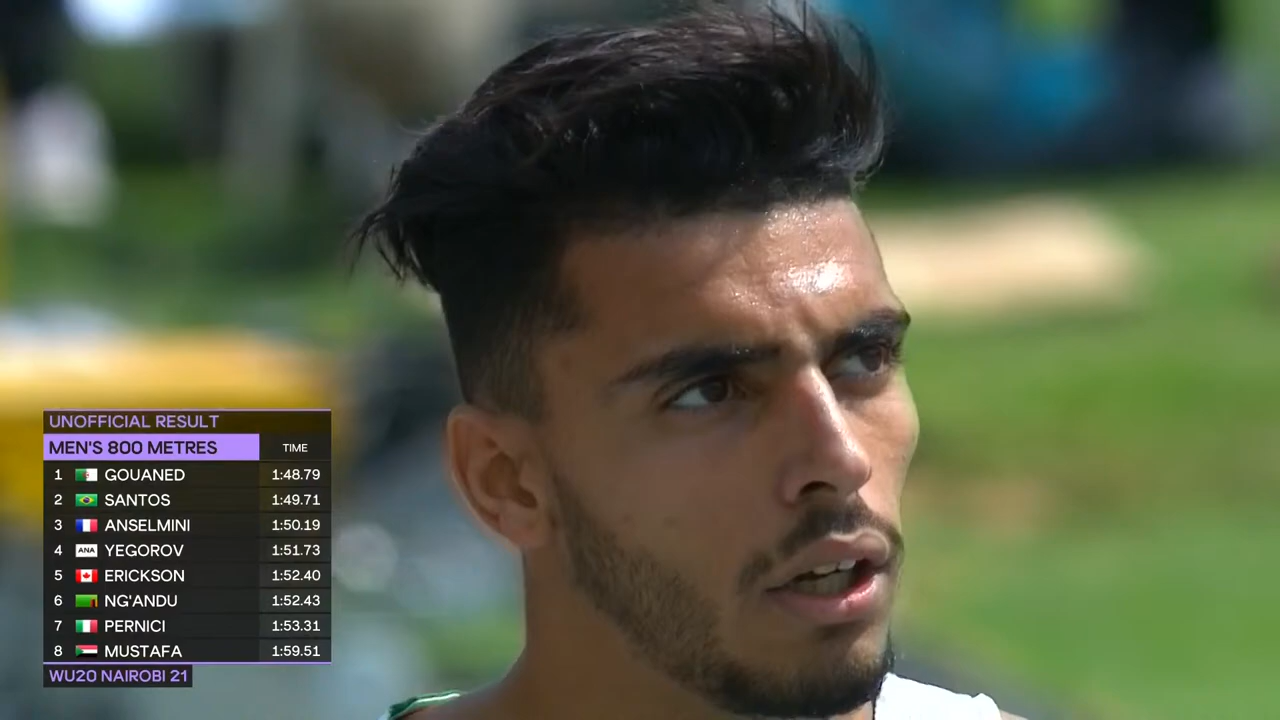 UNOFFICIAL RESULT
MEN'S 800 METRES TIME
1 GOUANED 1:48.79
2 SANTOS 1:49.71
3 ANSELMINI 1:50.19
4 ANA YEGOROV 1:51.73
5 ERICKSON 1:52.40
6 NG'ANDU 1:52.43
7 PERNICI 1:53.31
8 MUSTAFA 1:59.51
WU20 NAIROBI 21